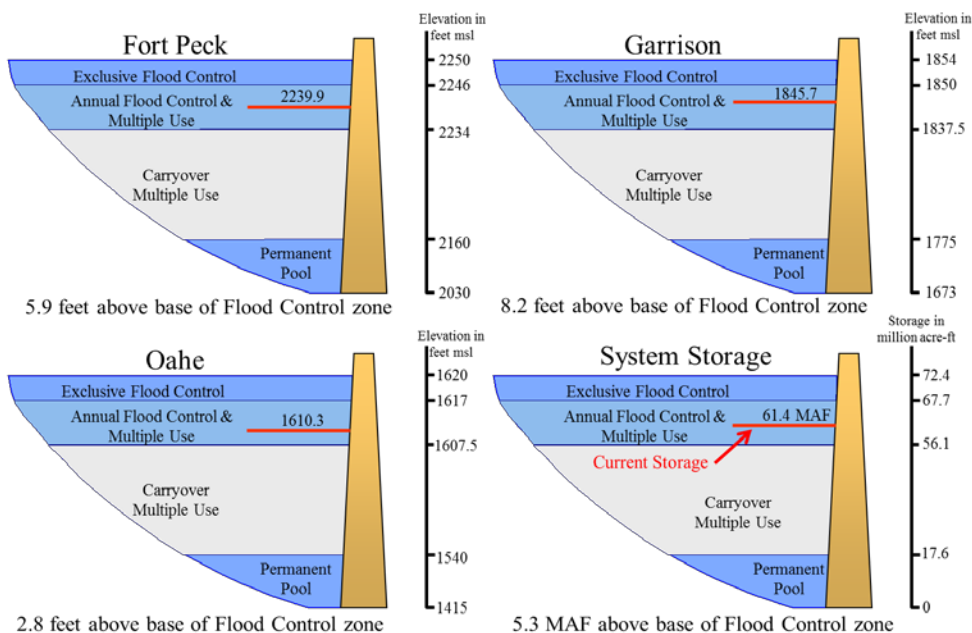 Fort Peck
Elevation in
feet msl
Exclusive Flood Control
Annual Flood Control &
Multiple Use
2239.9
Carryover
Multiple Use
Permanent
Pool
2250
2246
2234
2160
2030
5.9 feet above base of Flood Control zone
Garrison
Elevation in
feet msl
Exclusive Flood Control
Annual Flood Control &
Multiple Use
1845.7
Carryover
Multiple Use
Permanent
Pool
1854
1850
1837.5
1775
1673
8.2 feet above base of Flood Control zone
Oahe
Elevation in
feet msl
Exclusive Flood Control
Annual Flood Control &
Multiple Use
1610.3
Carryover
Multiple Use
Permanent
Pool
1620
1617
1607.5
1540
1415
2.8 feet above base of Flood Control zone
System Storage
Storage in
million acre-ft
Exclusive Flood Control
Annual Flood Control &
Multiple Use
61.4 MAF
Current Storage
Carryover
Multiple Use
Permanent
Pool
72.4
67.7
56.1
17.6
0
5.3 MAF above base of Flood Control zone